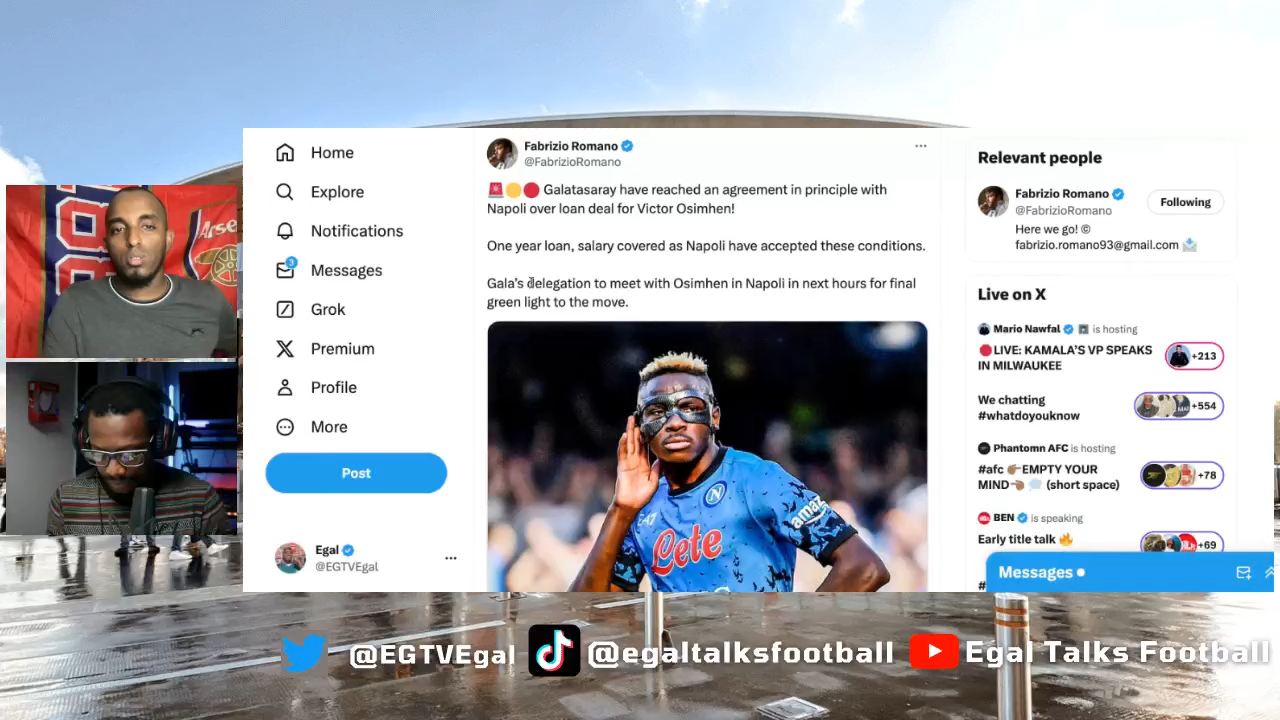 Home
Explore
Notifications
3
Messages
Grok
Premium
Profile
More
Post
Egal
@EGTVEgal
Fabrizio Romano
@FabrizioRomano
🚨🟡🔴 Galatasaray have reached an agreement in principle with
Napoli over loan deal for Victor Osimhen!
One year loan, salary covered as Napoli have accepted these conditions.
Gala's delegation to meet with Osimhen in Napoli in next hours for final
green light to the move.
N
Lete
amaz
Relevant people
Fabrizio Romano
@FabrizioRomano
Following
Here we go! ©
fabrizio.romano93@gmail.com 📩
Live on X
Mario Nawfal is hosting
🔴LIVE: KAMALA'S VP SPEAKS
IN MILWAUKEE
+213
We chatting
#whatdoyouknow
+554
Phantomn AFC is hosting
#afc 👉🏽EMPTY YOUR
MIND👈🏽💭 (short space)
+78
BEN is speaking
Early title talk 🔥
+69
Messages
Arse
@EGTVEgal
@egaltalksfootball
Egal Talks Football